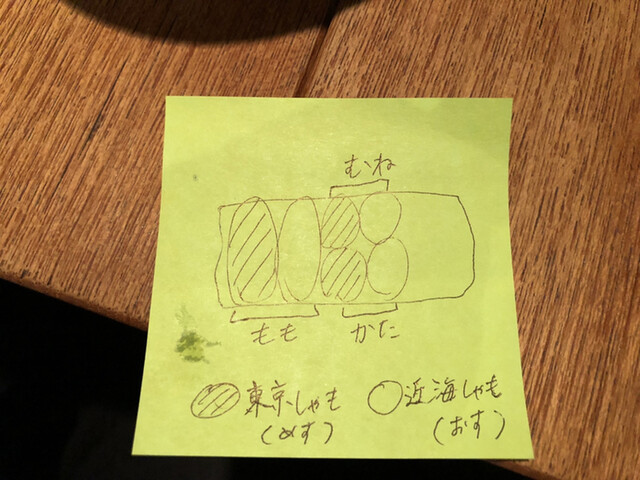 むね
もも かた
東京しゃも 近海しゃも
(めす) (おす)